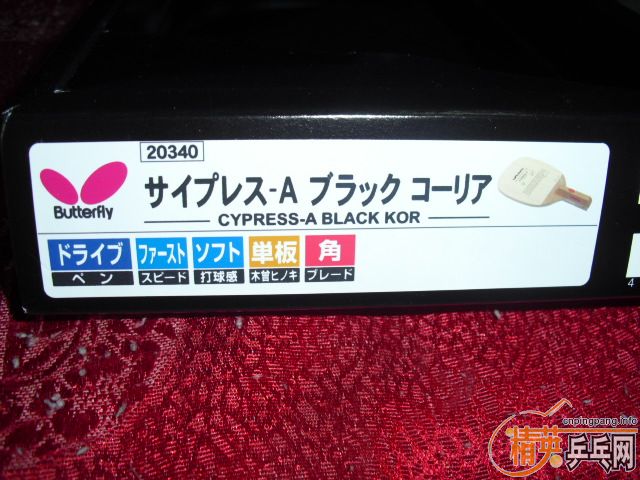 20340
サイプレス-A ブラック コーリア
CYPRESS-A BLACK KOR
Butterfly
ドライブ ファースト ソフト 単板 角
ペン スピード 打球感 木曽ヒノキ ブレード
4
cnpingpang.info
精英乒乓网